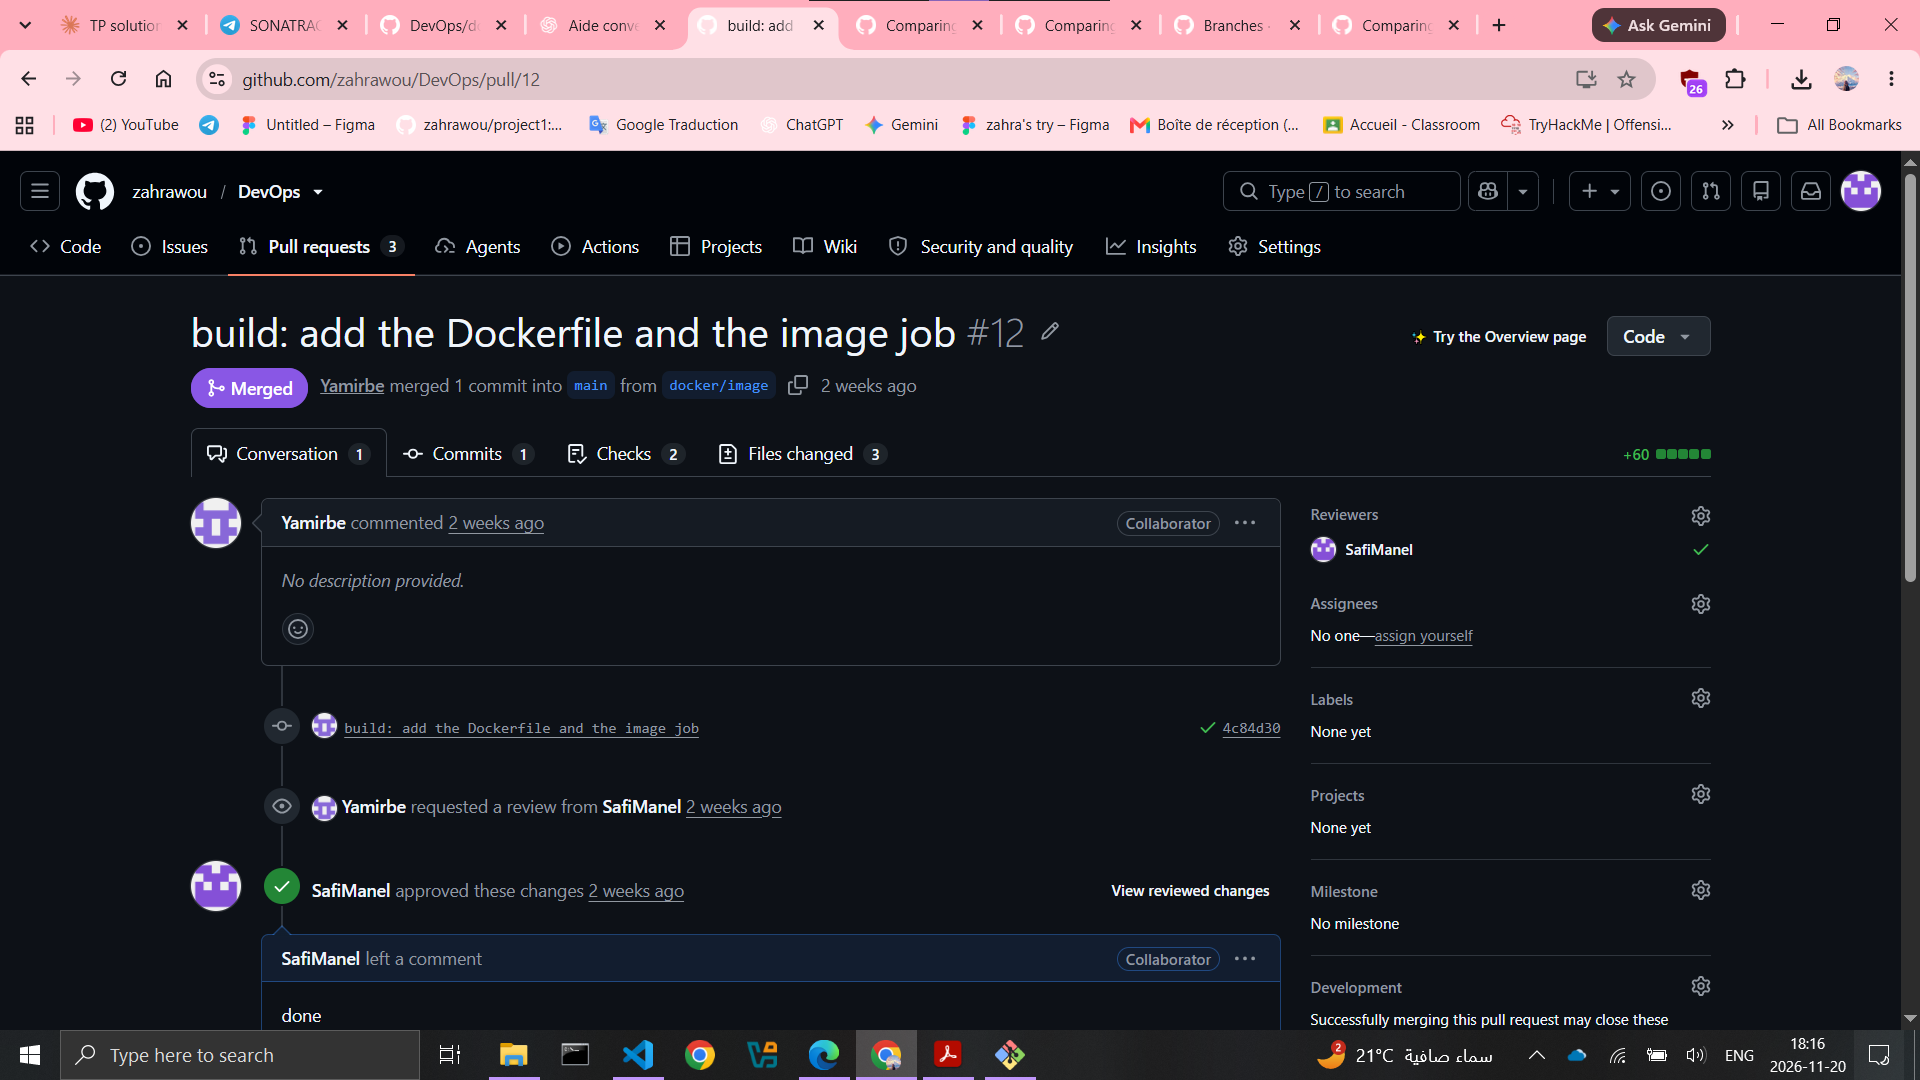 TP solution
SONATRAC
DevOps/de
Aide conve
build: add
Comparing
Comparing
Branches ·
Comparing
Ask Gemini
github.com/zahrawou/DevOps/pull/12
26
(2) YouTube
Untitled – Figma
zahrawou/project1:...
Google Traduction
ChatGPT
Gemini
zahra's try – Figma
Boîte de réception (...
Accueil - Classroom
TryHackMe | Offensi...
All Bookmarks
zahrawou / DevOps
Type / to search
Code
Issues
Pull requests 3
Agents
Actions
Projects
Wiki
Security and quality
Insights
Settings
build: add the Dockerfile and the image job #12
Try the Overview page
Code
Merged
Yamirbe merged 1 commit into main from docker/image 2 weeks ago
Conversation 1
Commits 1
Checks 2
Files changed 3
+60
Yamirbe commented 2 weeks ago
Collaborator
No description provided.
build: add the Dockerfile and the image job
4c84d30
Yamirbe requested a review from SafiManel 2 weeks ago
SafiManel approved these changes 2 weeks ago
View reviewed changes
SafiManel left a comment
Collaborator
done
Reviewers
SafiManel
Assignees
No one—assign yourself
Labels
None yet
Projects
None yet
Milestone
No milestone
Development
Successfully merging this pull request may close these
Type here to search
2
21°C سماء صافية
ENG
18:16
2026-11-20